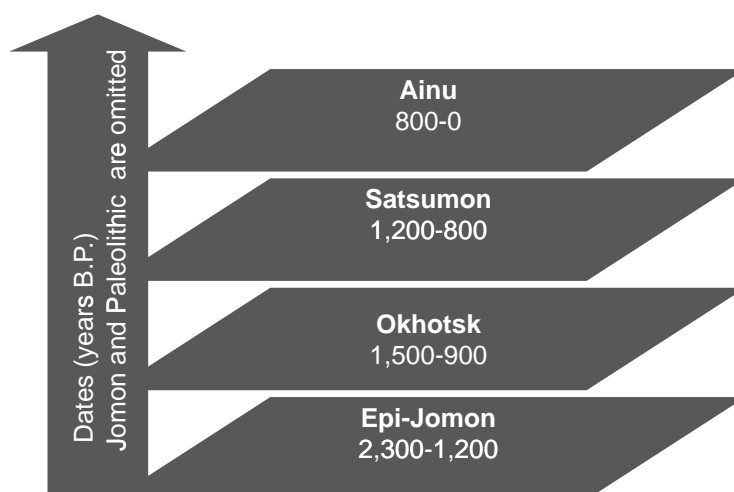 Ainu
800-0
Satsumon
1,200-800
Okhotsk
1,500-900
Epi-Jomon
2,300-1,200
Dates (years B.P.)
Jomon and Paleolithic are omitted